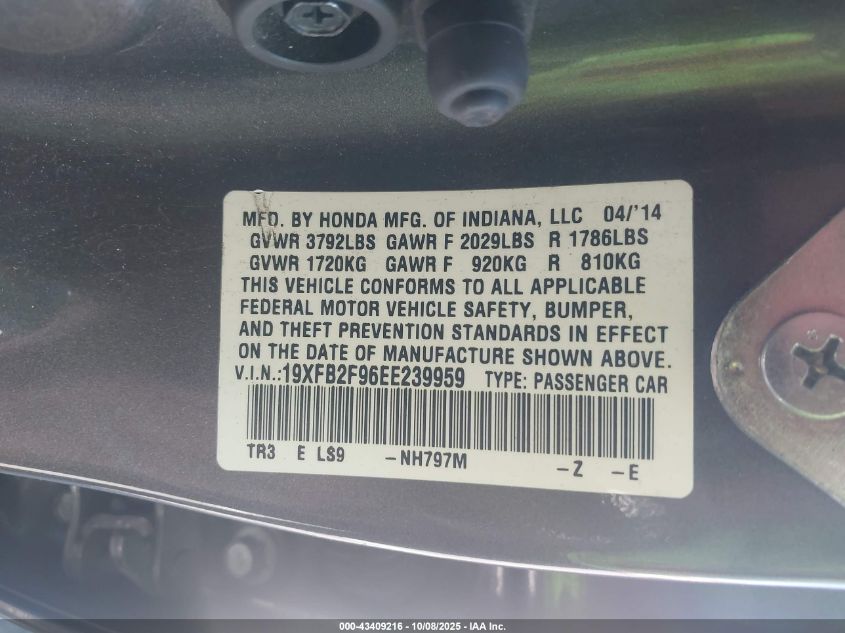 MFD. BY HONDA MFG. OF INDIANA, LLC 04/'14
GVWR 3792LBS GAWR F 2029LBS R 1786LBS
GVWR 1720KG GAWR F 920KG R 810KG
THIS VEHICLE CONFORMS TO ALL APPLICABLE
FEDERAL MOTOR VEHICLE SAFETY, BUMPER,
AND THEFT PREVENTION STANDARDS IN EFFECT
ON THE DATE OF MANUFACTURE SHOWN ABOVE.
V.I.N.:19XFB2F96EE239959 TYPE: PASSENGER CAR
TR3 E LS9 -NH797M -Z -E
000-43409216 - 10/08/2025 - IAA Inc.